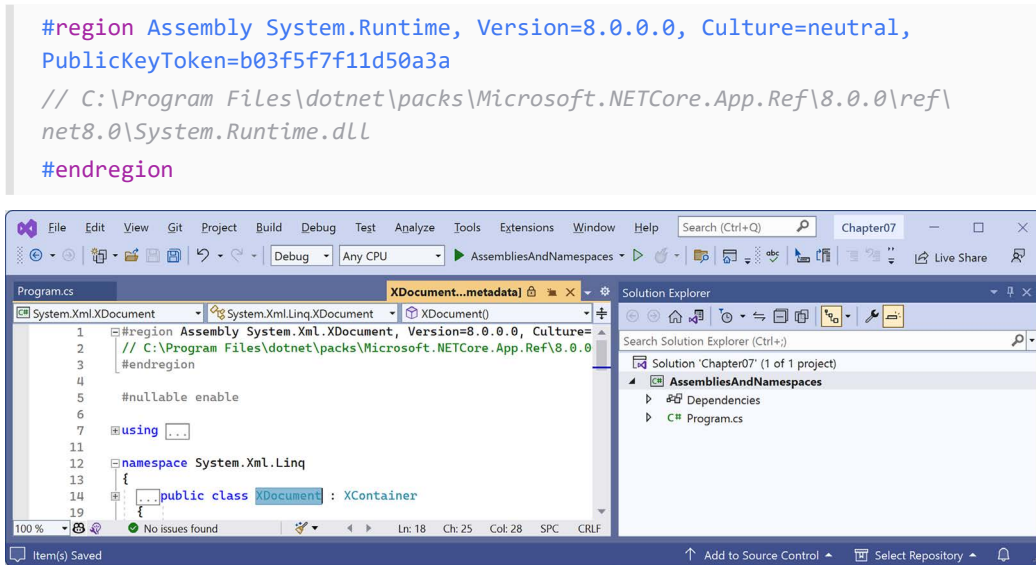 #region Assembly System.Runtime, Version=8.0.0.0, Culture=neutral,
PublicKeyToken=b03f5f7f11d50a3a
// C:\Program Files\dotnet\packs\Microsoft.NETCore.App.Ref\8.0.0\ref\
net8.0\System.Runtime.dll
#endregion
File Edit View Git Project Build Debug Test Analyze Tools Extensions Window Help Search (Ctrl+Q) Chapter07
Debug Any CPU AssembliesAndNamespaces Live Share
Program.cs XDocument...metadata] Solution Explorer
System.Xml.XDocument System.Xml.Linq.XDocument XDocument()
Search Solution Explorer (Ctrl+;)
Solution 'Chapter07' (1 of 1 project)
AssembliesAndNamespaces
Dependencies
C# Program.cs
1 #region Assembly System.Xml.XDocument, Version=8.0.0.0, Culture=
2 // C:\Program Files\dotnet\packs\Microsoft.NETCore.App.Ref\8.0.0
3 #endregion
4
5 #nullable enable
6
7 using ...
11
12 namespace System.Xml.Linq
13 {
14 ...public class XDocument : XContainer
19 {
100 % No issues found Ln: 18 Ch: 25 Col: 28 SPC CRLF
Item(s) Saved Add to Source Control Select Repository